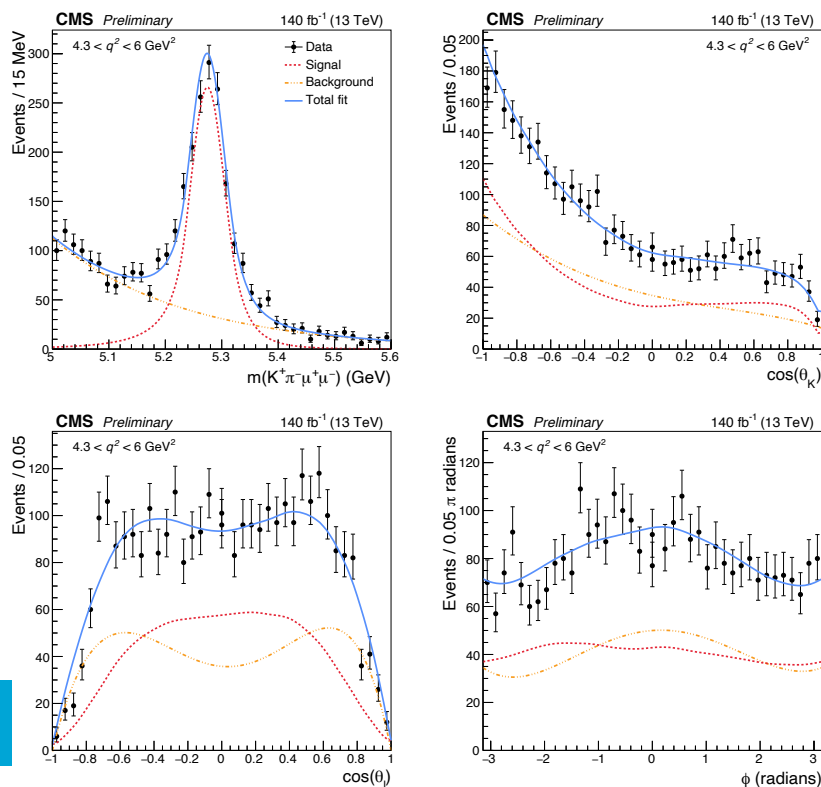 CMS Preliminary 140 fb⁻¹ (13 TeV)
4.3 < q² < 6 GeV²
Data
Signal
Background
Total fit
Events / 15 MeV
300
250
200
150
100
50
0
5 5.1 5.2 5.3 5.4 5.5 5.6
m(K⁺π⁻μ⁺μ⁻) (GeV)
CMS Preliminary 140 fb⁻¹ (13 TeV)
4.3 < q² < 6 GeV²
Events / 0.05
200
180
160
140
120
100
80
60
40
20
0
−1 −0.8 −0.6 −0.4 −0.2 0 0.2 0.4 0.6 0.8 1
cos(θ_K)
CMS Preliminary 140 fb⁻¹ (13 TeV)
4.3 < q² < 6 GeV²
Events / 0.05
120
100
80
60
40
20
0
−1 −0.8 −0.6 −0.4 −0.2 0 0.2 0.4 0.6 0.8 1
cos(θ_l)
CMS Preliminary 140 fb⁻¹ (13 TeV)
4.3 < q² < 6 GeV²
Events / 0.05 π radians
120
100
80
60
40
20
0
−3 −2 −1 0 1 2 3
ϕ (radians)